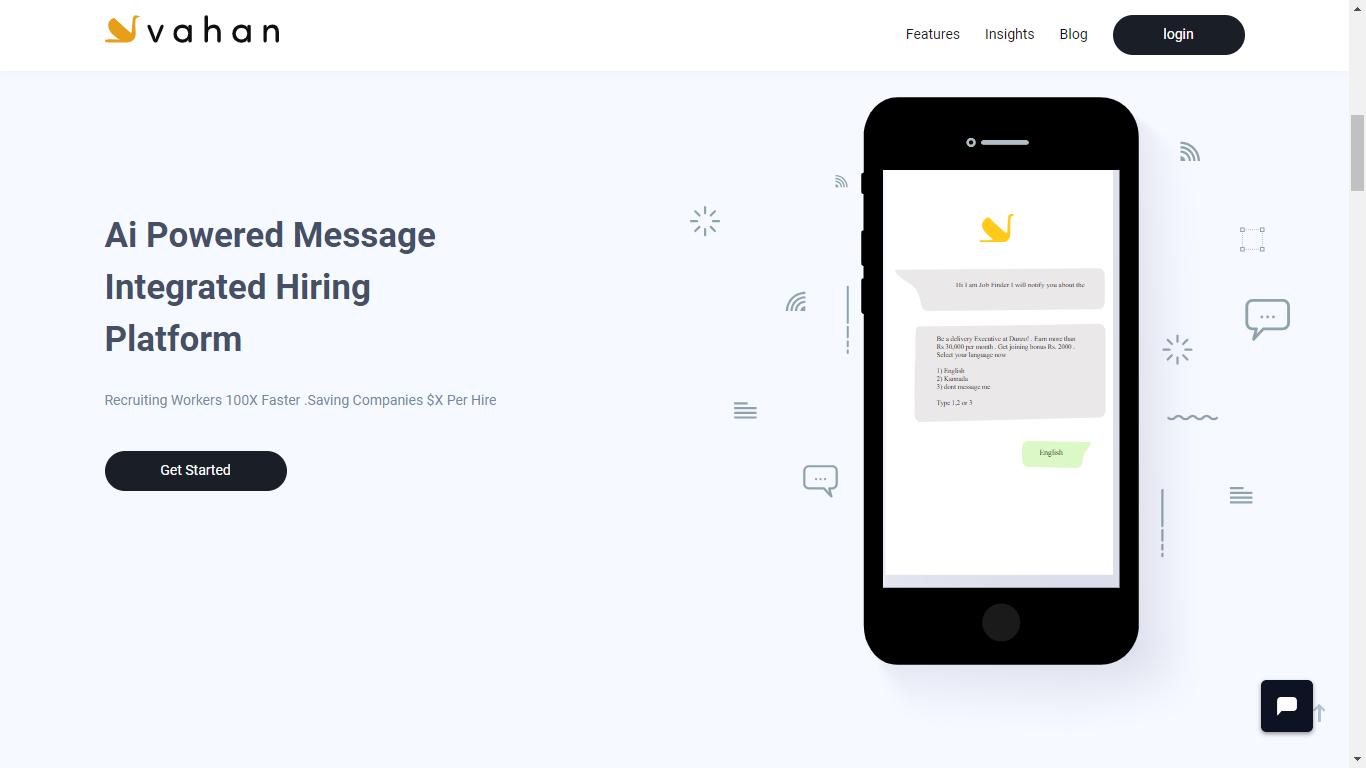 vahan
Features Insights Blog login
Ai Powered Message
Integrated Hiring
Platform
Recruiting Workers 100X Faster .Saving Companies $X Per Hire
Get Started
Hi I am Job Finder I will notify you about the
Be a delivery Executive at Dunzo! . Earn more than
Rs 30,000 per month . Get joining bonus Rs. 2000 .
Select your language now
1) English
2) Kannada
3) dont message me
Type 1,2 or 3
English